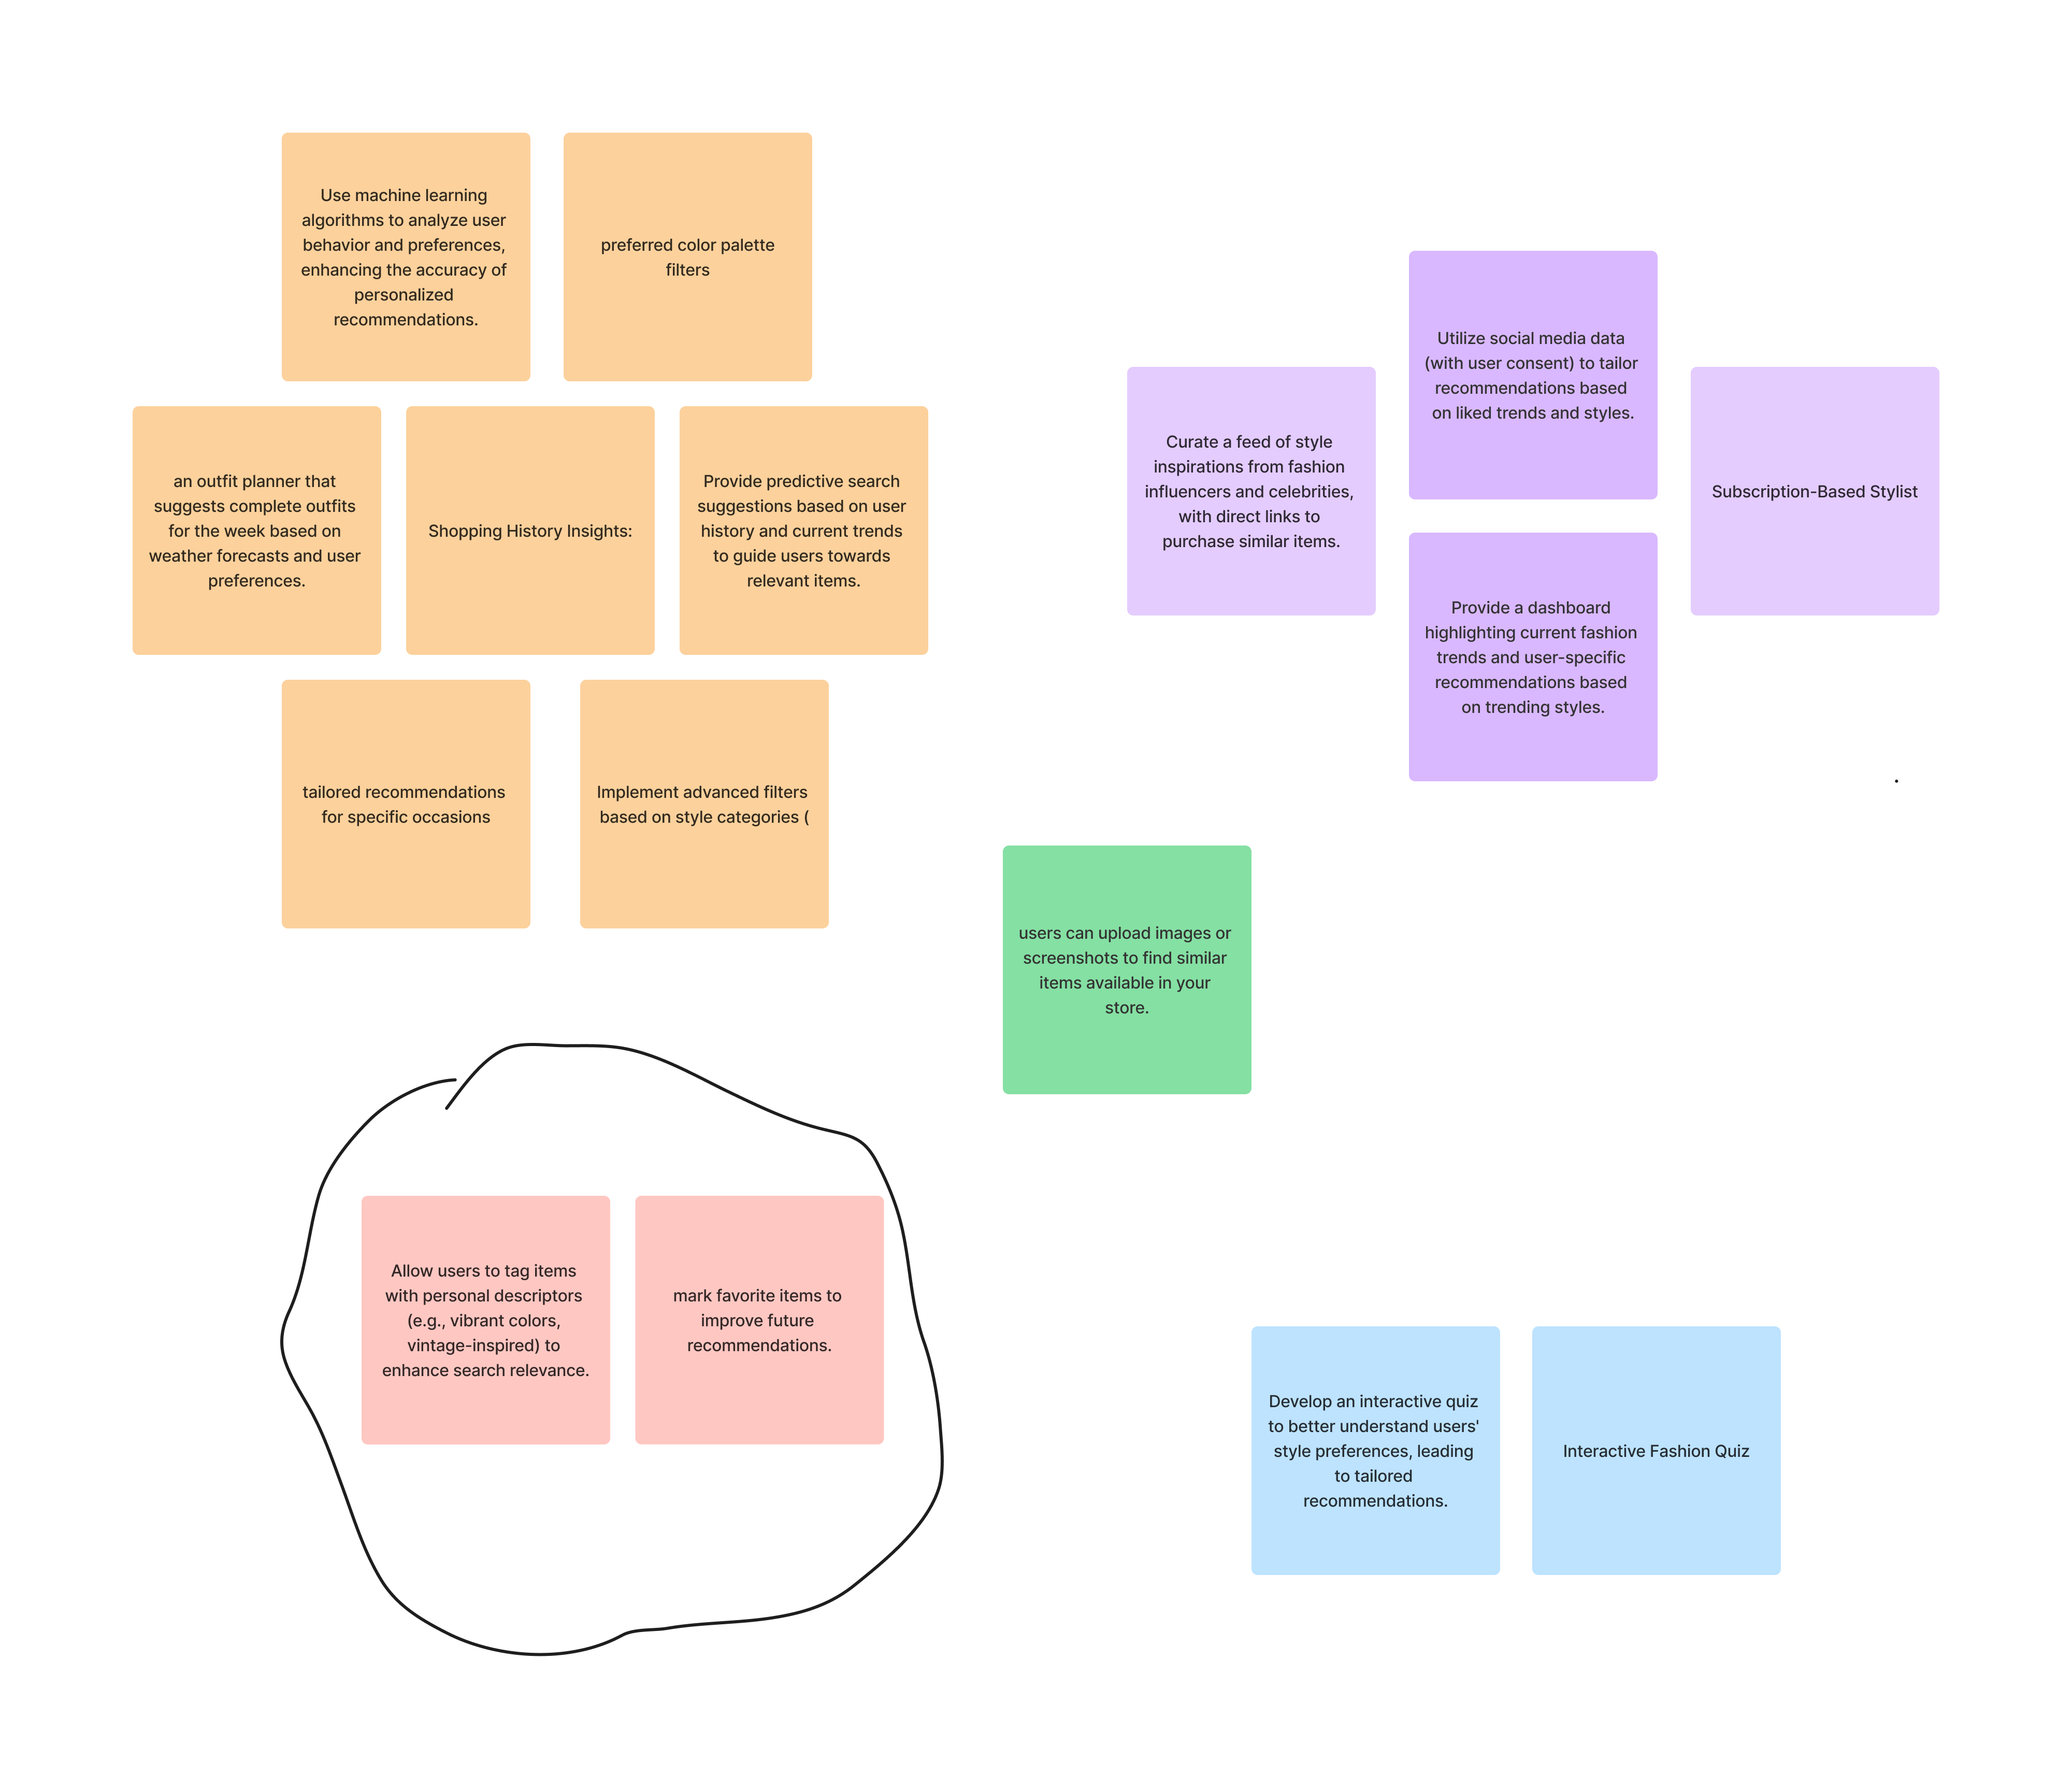 Use machine learning
algorithms to analyze user
behavior and preferences,
enhancing the accuracy of
personalized
recommendations.
preferred color palette
filters
an outfit planner that
suggests complete outfits
for the week based on
weather forecasts and user
preferences.
Shopping History Insights:
Provide predictive search
suggestions based on user
history and current trends
to guide users towards
relevant items.
tailored recommendations
for specific occasions
Implement advanced filters
based on style categories (
Curate a feed of style
inspirations from fashion
influencers and celebrities,
with direct links to
purchase similar items.
Utilize social media data
(with user consent) to tailor
recommendations based
on liked trends and styles.
Subscription-Based Stylist
Provide a dashboard
highlighting current fashion
trends and user-specific
recommendations based
on trending styles.
users can upload images or
screenshots to find similar
items available in your
store.
Allow users to tag items
with personal descriptors
(e.g., vibrant colors,
vintage-inspired) to
enhance search relevance.
mark favorite items to
improve future
recommendations.
Develop an interactive quiz
to better understand users'
style preferences, leading
to tailored
recommendations.
Interactive Fashion Quiz